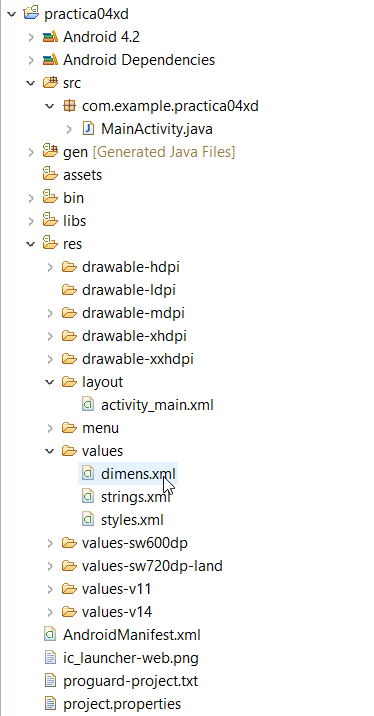 practica04xd
Android 4.2
Android Dependencies
src
com.example.practica04xd
MainActivity.java
gen [Generated Java Files]
assets
bin
libs
res
drawable-hdpi
drawable-ldpi
drawable-mdpi
drawable-xhdpi
drawable-xxhdpi
layout
activity_main.xml
menu
values
dimens.xml
strings.xml
styles.xml
values-sw600dp
values-sw720dp-land
values-v11
values-v14
AndroidManifest.xml
ic_launcher-web.png
proguard-project.txt
project.properties